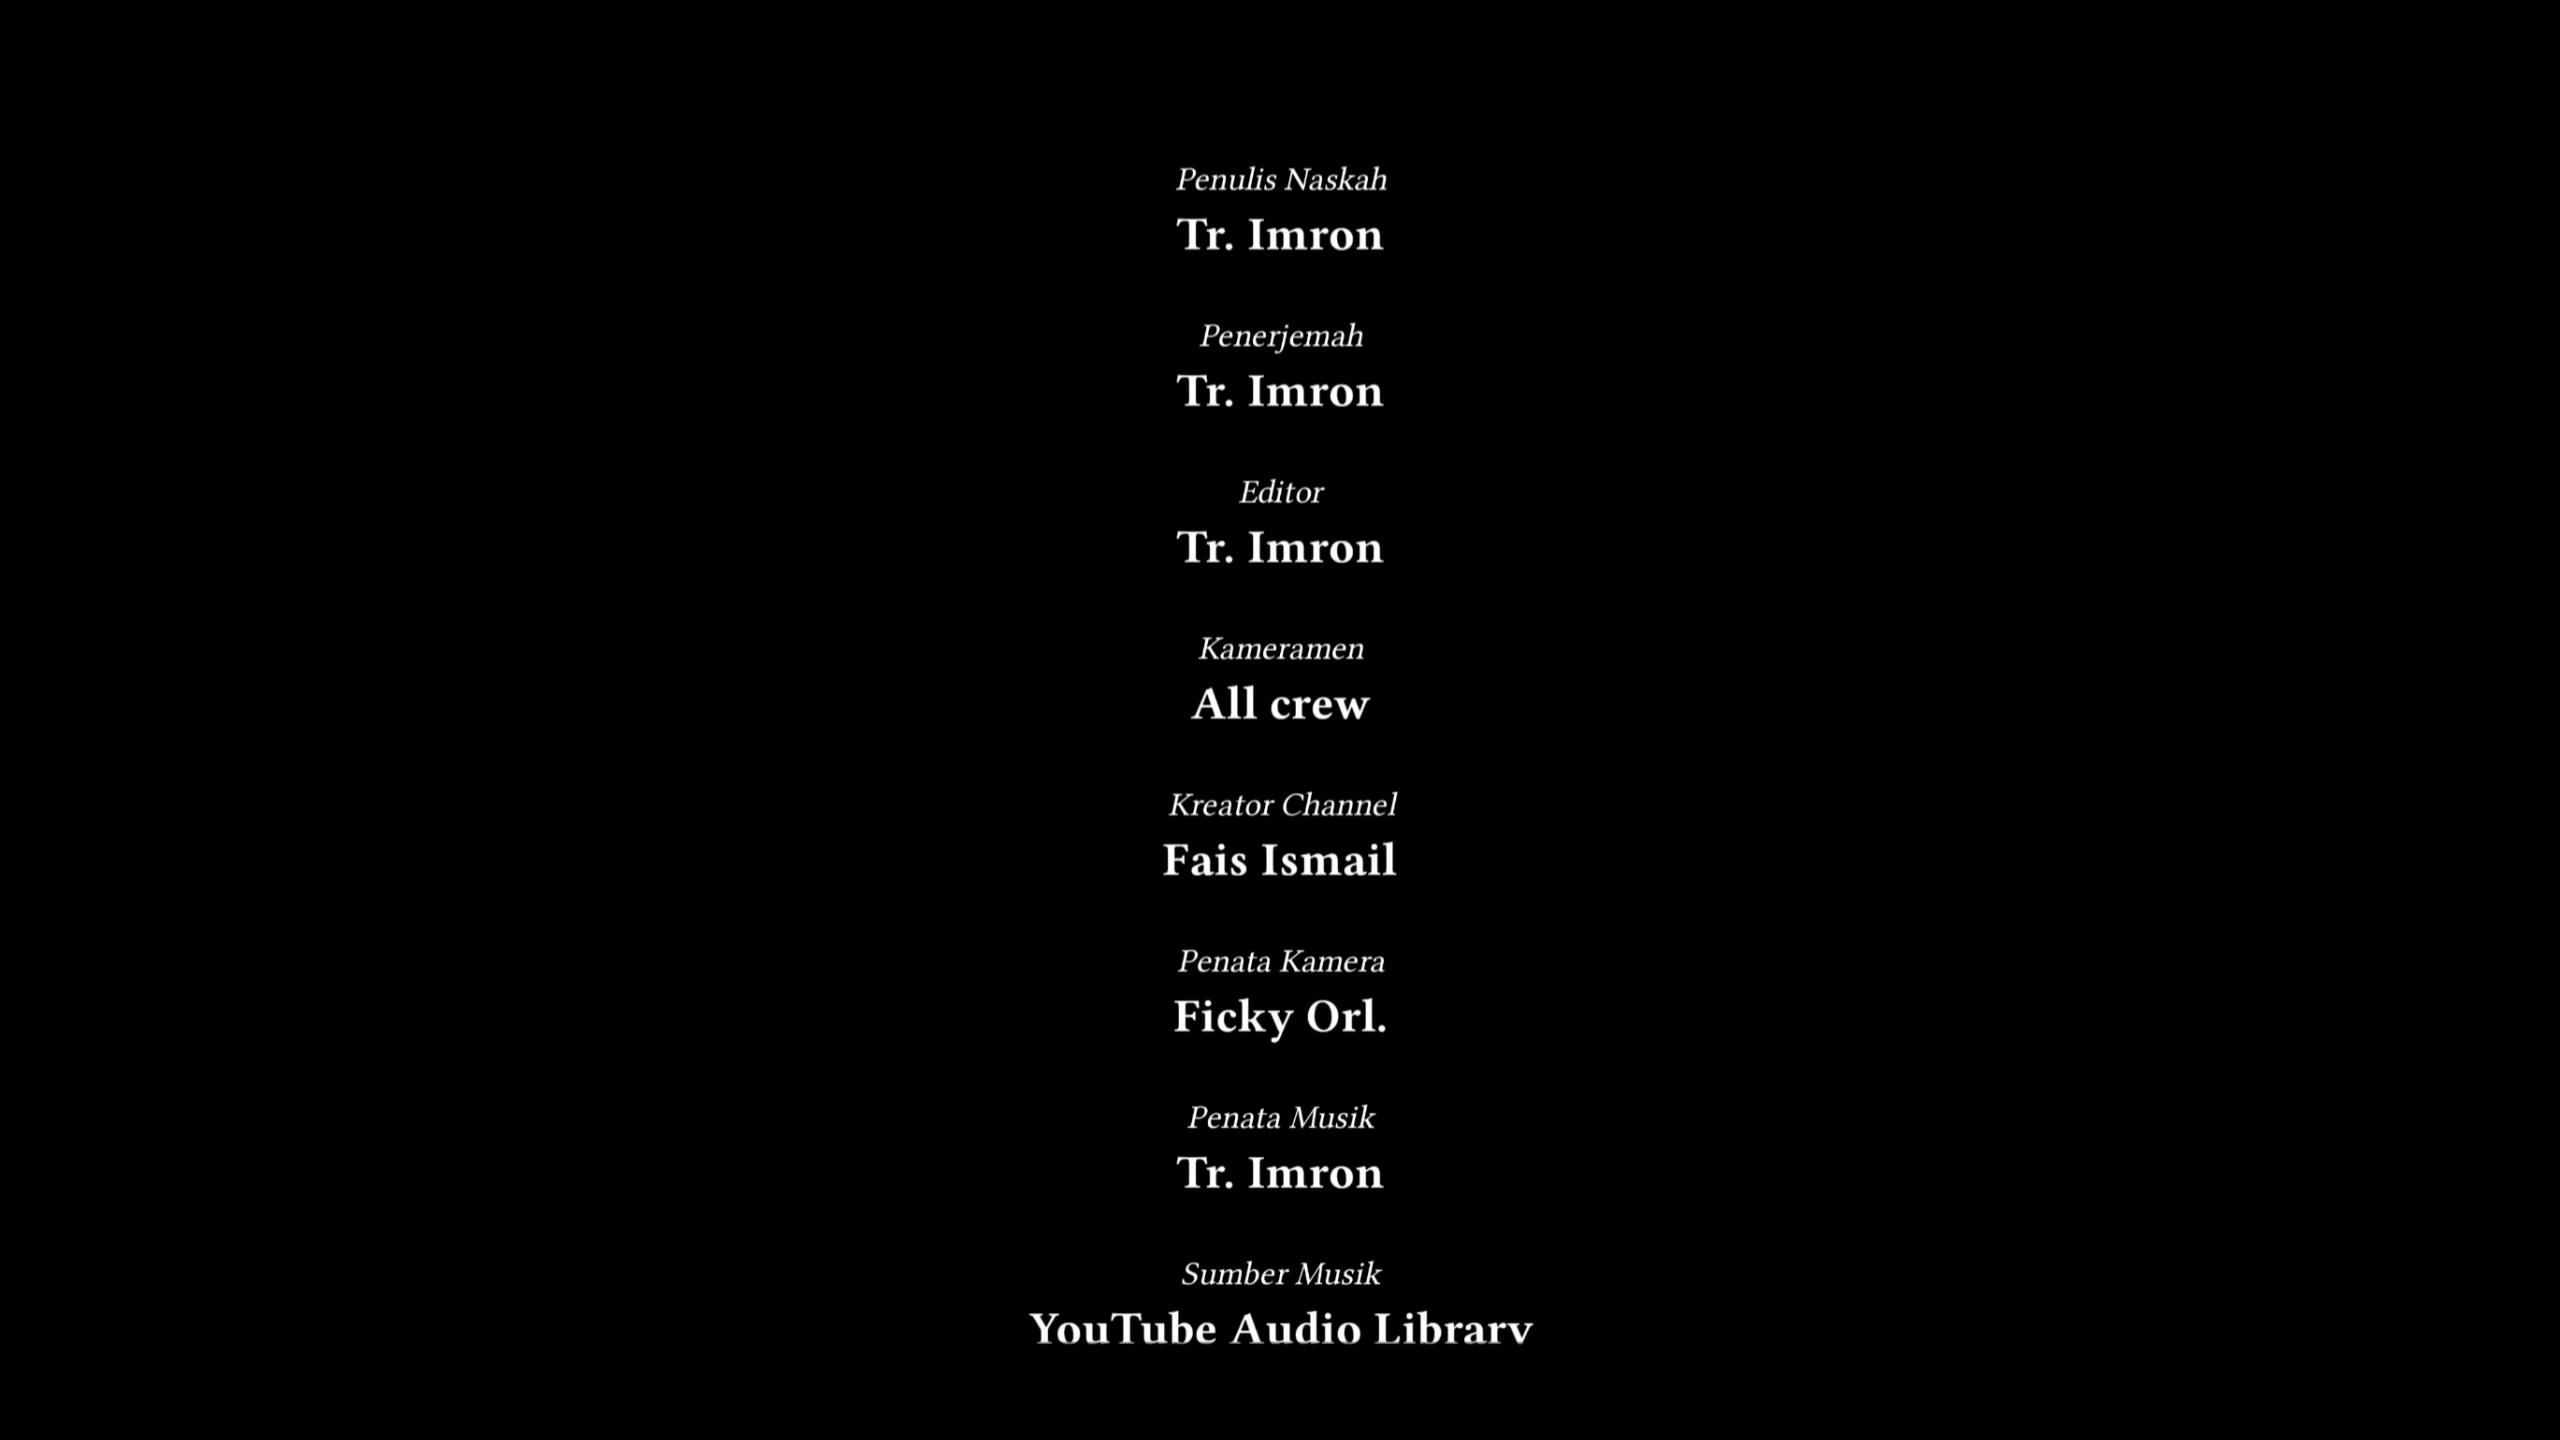 Penulis Naskah
Tr. Imron
Penerjemah
Tr. Imron
Editor
Tr. Imron
Kameramen
All crew
Kreator Channel
Fais Ismail
Penata Kamera
Ficky Orl.
Penata Musik
Tr. Imron
Sumber Musik
YouTube Audio Library